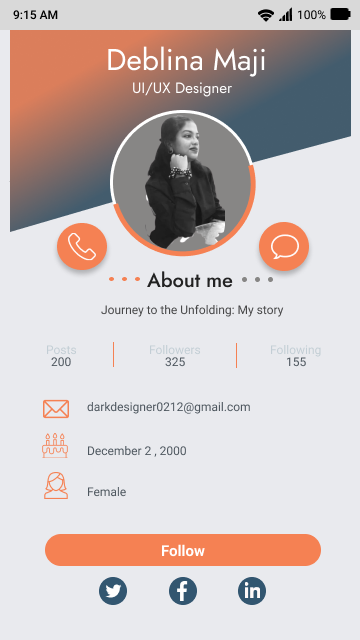 9:15 AM 100%
Deblina Maji
UI/UX Designer
About me
Journey to the Unfolding: My story
Posts Followers Following
200 325 155
darkdesigner0212@gmail.com
December 2 , 2000
Female
Follow